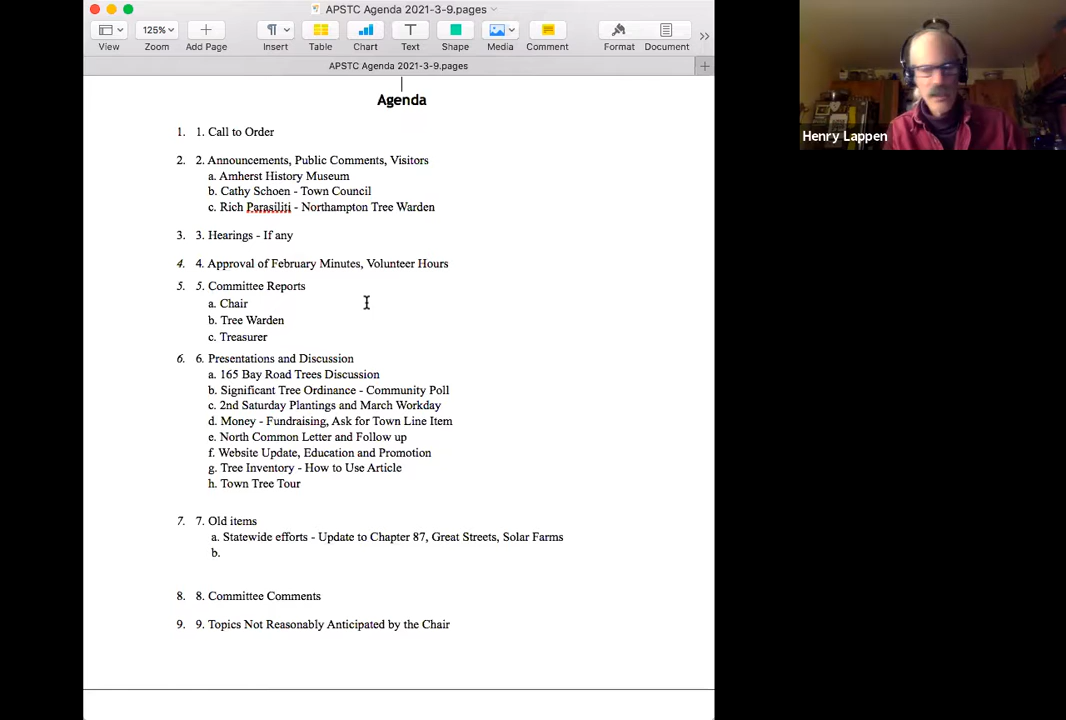 APSTC Agenda 2021-3-9.pages
125%
View
Zoom
Add Page
Insert
Table
Chart
Text
Shape
Media
Comment
Format
Document
APSTC Agenda 2021-3-9.pages
Agenda
1. 1. Call to Order
2. 2. Announcements, Public Comments, Visitors
a. Amherst History Museum
b. Cathy Schoen - Town Council
c. Rich Parasiliti - Northampton Tree Warden
3. 3. Hearings - If any
4. 4. Approval of February Minutes, Volunteer Hours
5. 5. Committee Reports
a. Chair
b. Tree Warden
c. Treasurer
6. 6. Presentations and Discussion
a. 165 Bay Road Trees Discussion
b. Significant Tree Ordinance - Community Poll
c. 2nd Saturday Plantings and March Workday
d. Money - Fundraising, Ask for Town Line Item
e. North Common Letter and Follow up
f. Website Update, Education and Promotion
g. Tree Inventory - How to Use Article
h. Town Tree Tour
7. 7. Old items
a. Statewide efforts - Update to Chapter 87, Great Streets, Solar Farms
b.
8. 8. Committee Comments
9. 9. Topics Not Reasonably Anticipated by the Chair
Henry Lappen